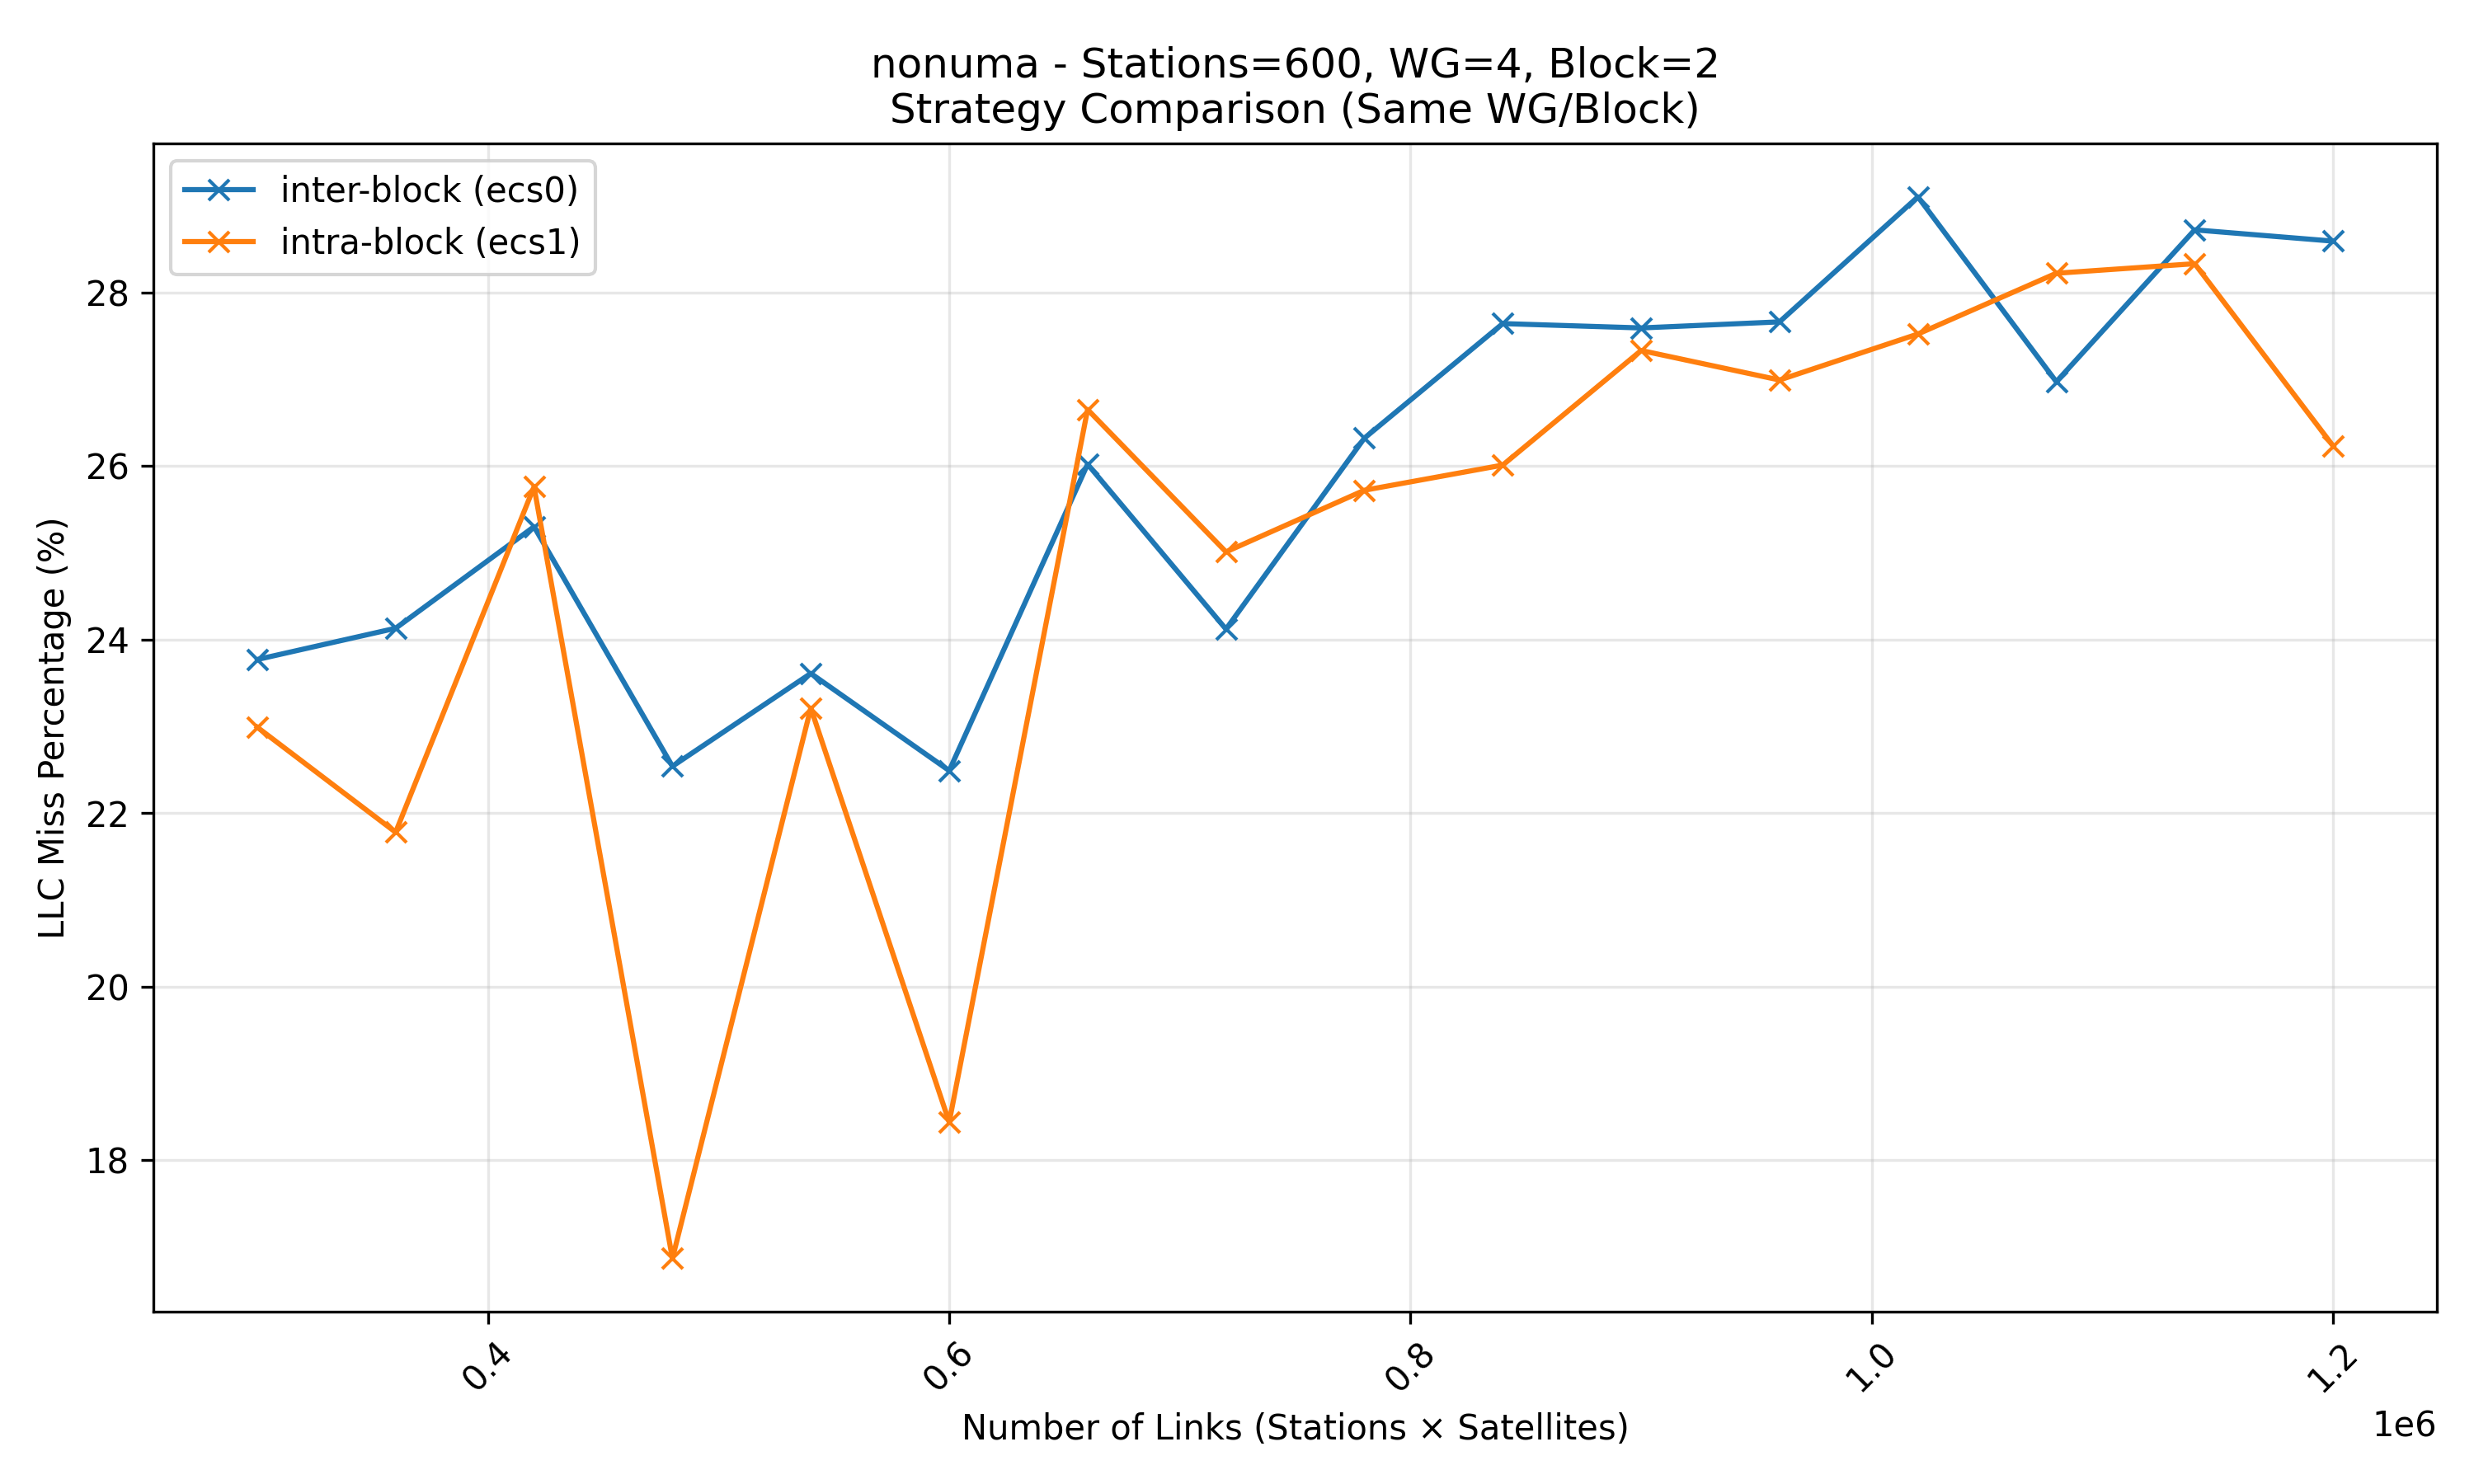 nonuma - Stations=600, WG=4, Block=2
Strategy Comparison (Same WG/Block)
inter-block (ecs0)
intra-block (ecs1)
LLC Miss Percentage (%)
28
26
24
22
20
18
0.4
0.6
0.8
1.0
1.2
1e6
Number of Links (Stations × Satellites)